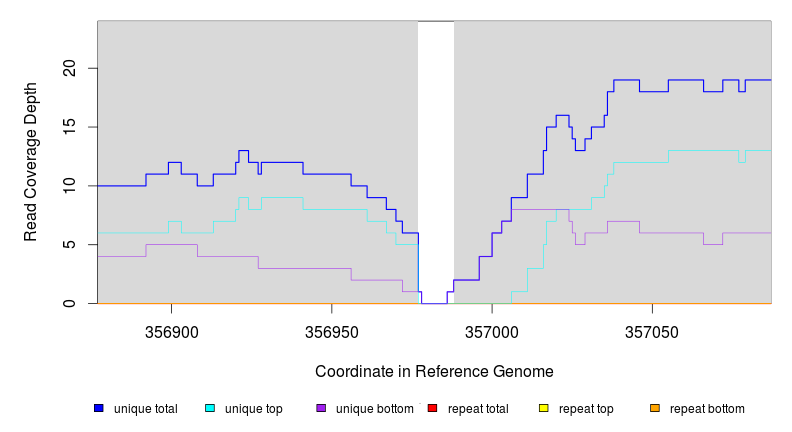 20
15
10
5
0
Read Coverage Depth
356900 356950 357000 357050
Coordinate in Reference Genome
unique total unique top unique bottom repeat total repeat top repeat bottom